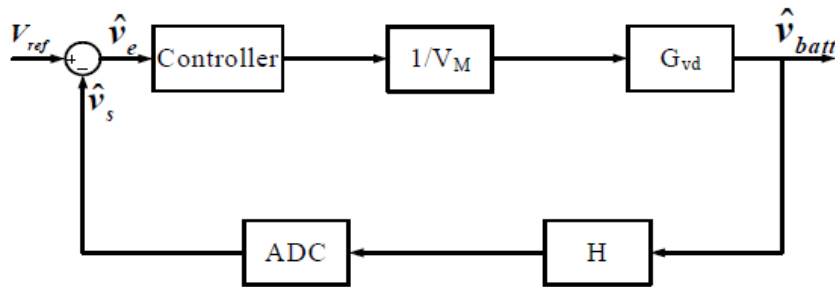 V_ref
+
−
v̂_e
Controller
1/V_M
G_vd
v̂_batt
v̂_s
ADC
H